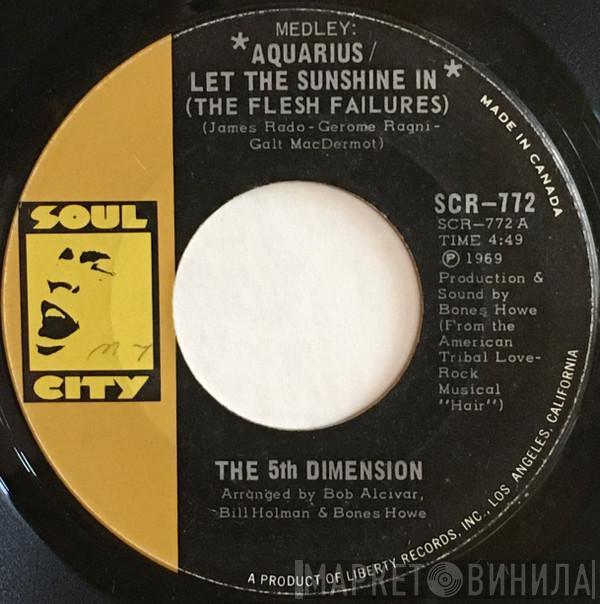 MEDLEY:
* AQUARIUS/
LET THE SUNSHINE IN *
(THE FLESH FAILURES)
(James Rado-Gerome Ragni-
Galt MacDermot)
MADE IN CANADA
SOUL
CITY
SCR-772
SCR-772A
TIME 4:49
Ⓟ 1969
Production &
Sound by
Bones Howe
(From the
American
Tribal Love-
Rock
Musical
"Hair")
THE 5th DIMENSION
Arranged by Bob Alcivar,
Bill Holman & Bones Howe
A PRODUCT OF LIBERTY RECORDS, INC., LOS ANGELES, CALIFORNIA
МАРКЕТ ВИНИЛА